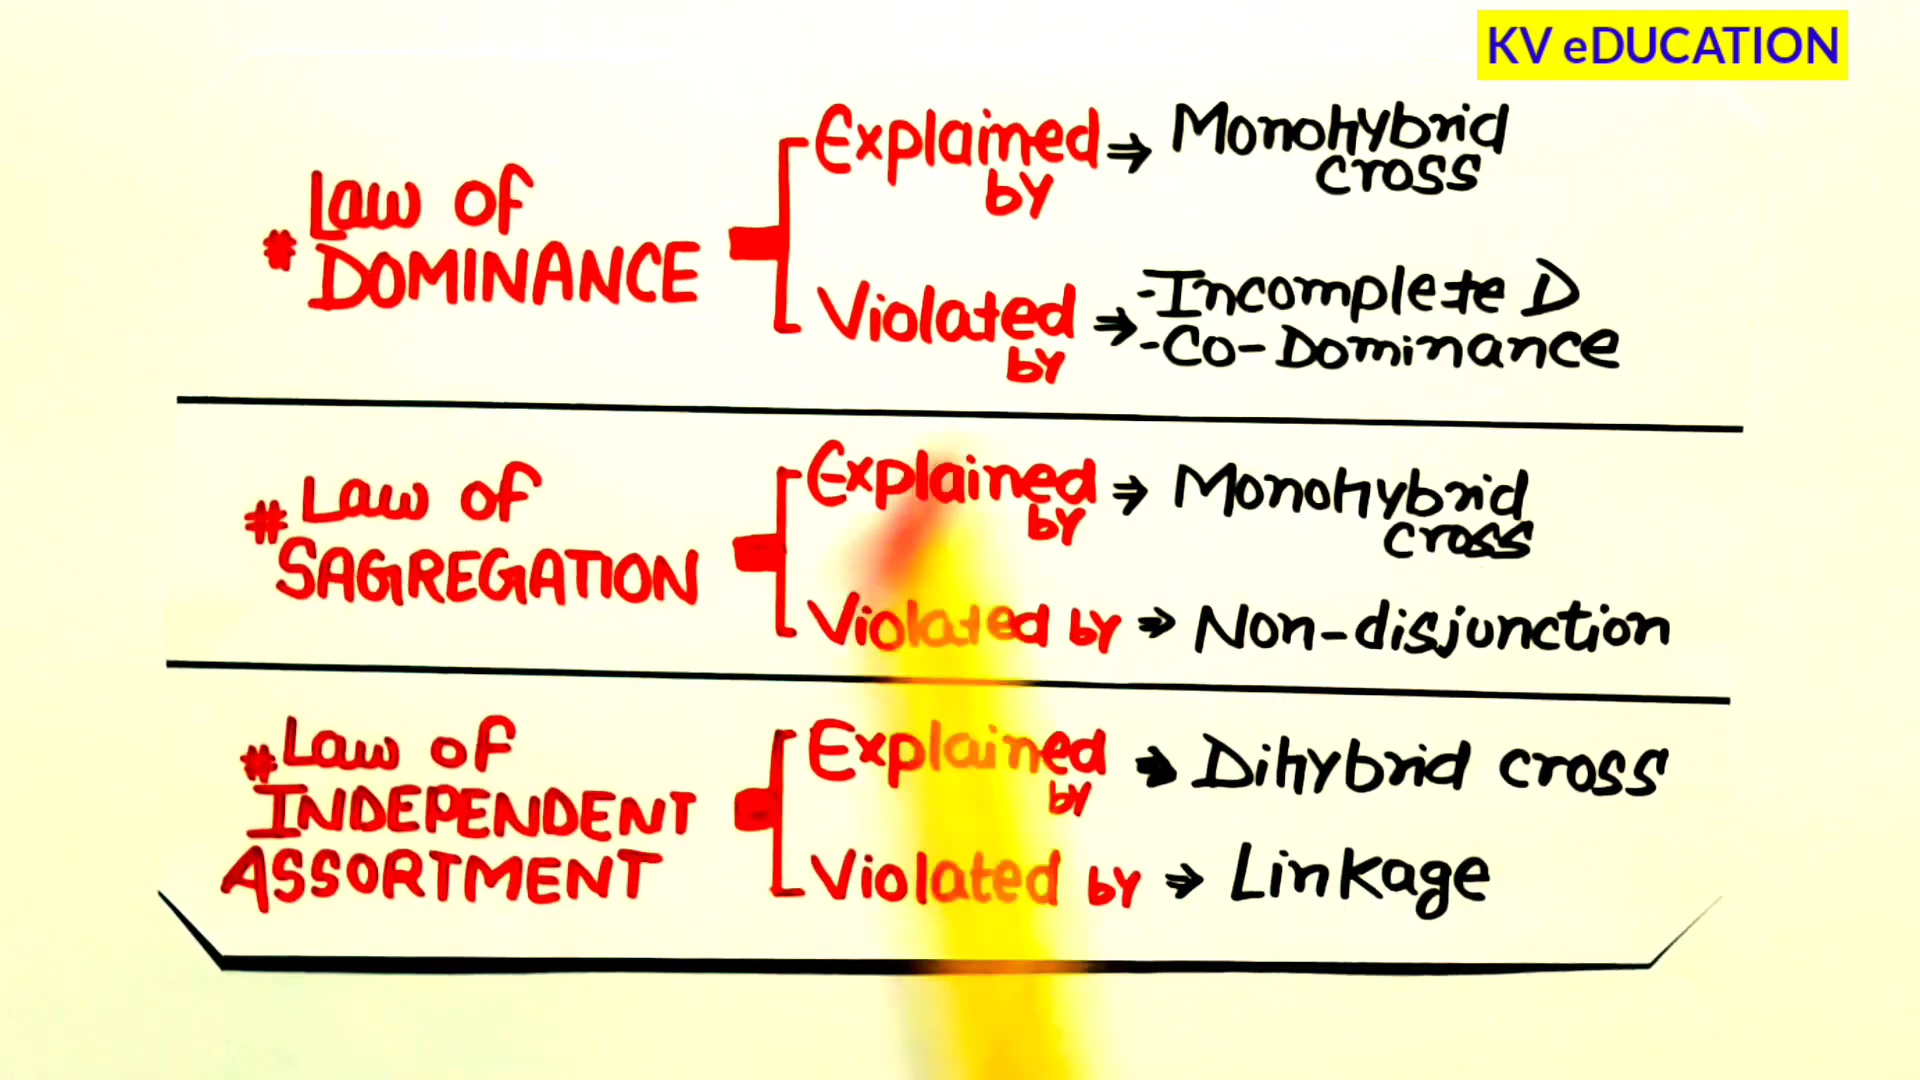 KV eDUCATION
# Law of
DOMINANCE
Explained
by
⇒ Monohybrid
cross
Violated
by
⇒ -Incomplete D
-Co-Dominance
# Law of
SAGREGATION
Explained
by
⇒ Monohybrid
cross
Violated by ⇒ Non-disjunction
# Law of
INDEPENDENT
ASSORTMENT
Explained
by
⇒ Dihybrid cross
Violated by ⇒ Linkage